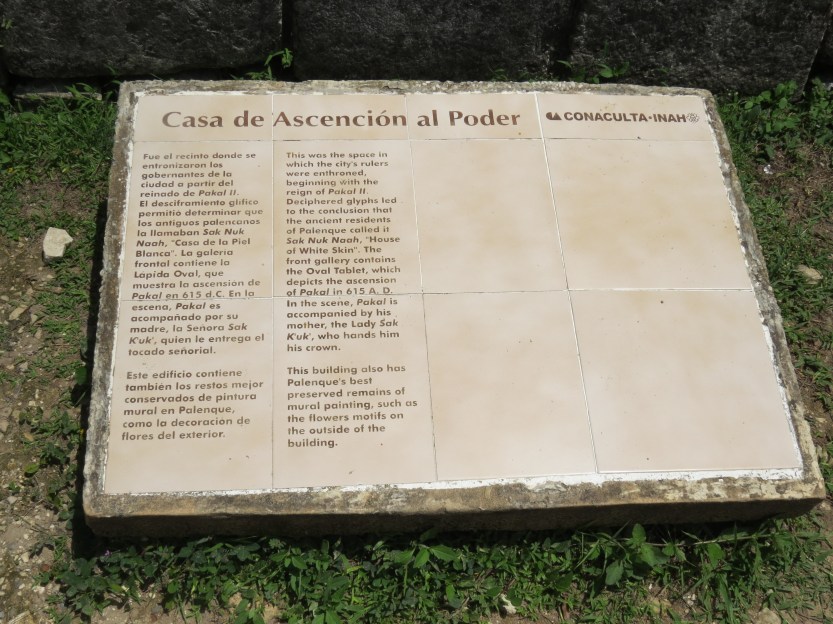 Casa de Ascención al Poder
CONACULTA·INAH
Fue el recinto donde se
entronizaron los
gobernantes de la
ciudad a partir del
reinado de Pakal II.
El desciframiento glífico
permitió determinar que
los antiguos palencanos
la llamaban Sak Nuk
Naah, "Casa de la Piel
Blanca". La galería
frontal contiene la
Lápida Oval, que
muestra la ascensión de
Pakal en 615 d.C. En la
escena, Pakal es
acompañado por su
madre, la Señora Sak
K'uk', quien le entrega el
tocado señorial.
Este edificio contiene
también los restos mejor
conservados de pintura
mural en Palenque,
como la decoración de
flores del exterior.
This was the space in
which the city's rulers
were enthroned,
beginning with the
reign of Pakal II.
Deciphered glyphs led
to the conclusion that
the ancient residents
of Palenque called it
Sak Nuk Naah, "House
of White Skin". The
front gallery contains
the Oval Tablet, which
depicts the ascension
of Pakal in 615 A. D.
In the scene, Pakal is
accompanied by his
mother, the Lady Sak
K'uk', who hands him
his crown.
This building also has
Palenque's best
preserved remains of
mural painting, such as
the flowers motifs on
the outside of the
building.